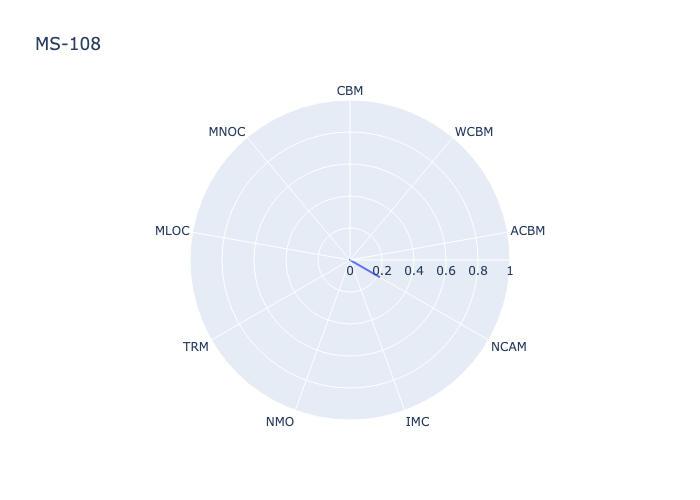 MS-108
CBM
MNOC
WCBM
MLOC
ACBM
0 0.2 0.4 0.6 0.8 1
TRM
NCAM
NMO
IMC